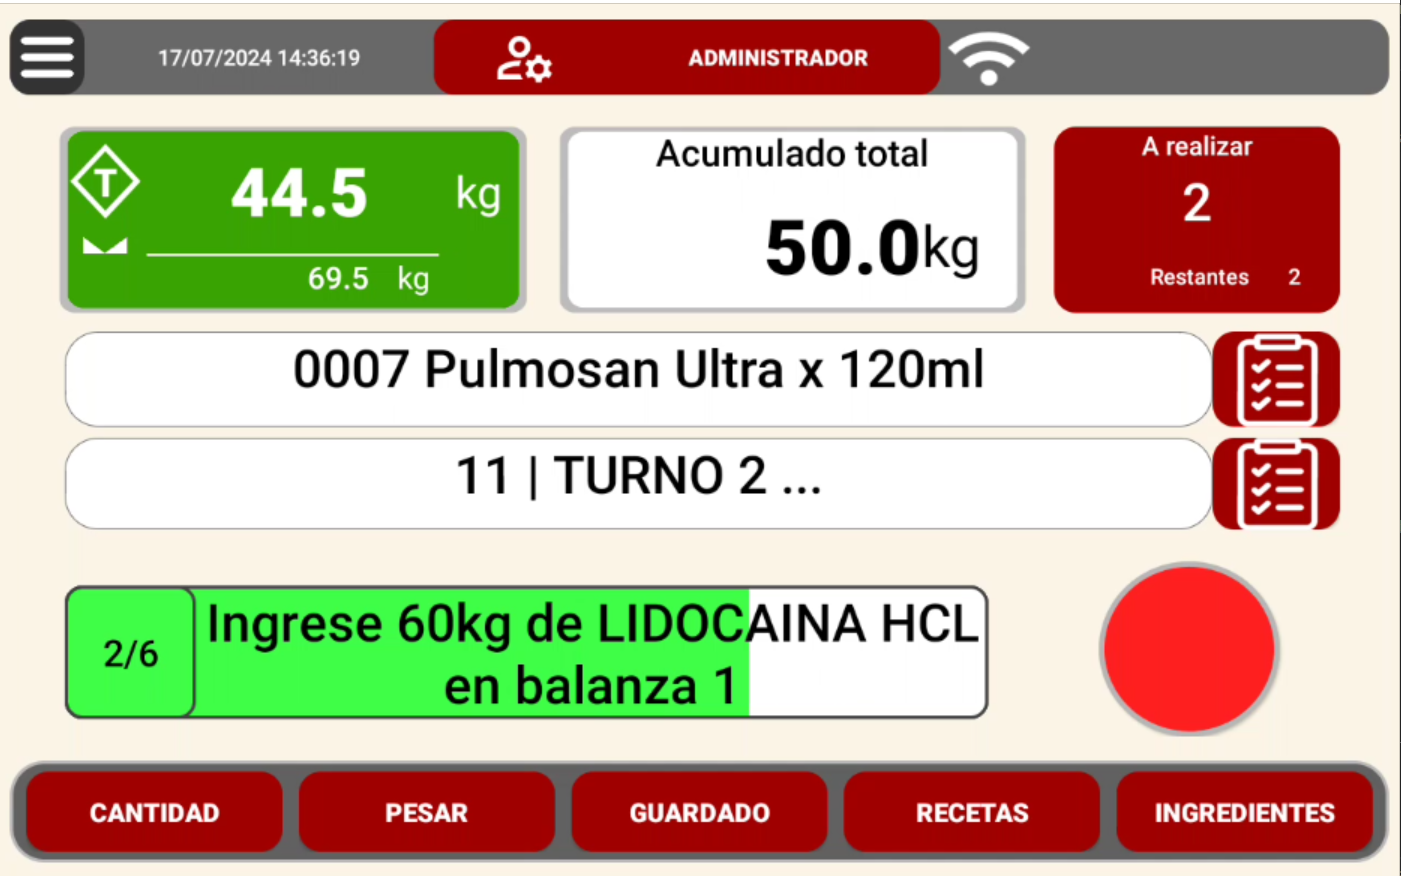 17/07/2024 14:36:19
ADMINISTRADOR
T
44.5 kg
69.5 kg
Acumulado total
50.0kg
A realizar
2
Restantes 2
0007 Pulmosan Ultra x 120ml
11 | TURNO 2 ...
2/6
Ingrese 60kg de LIDOCAINA HCL
en balanza 1
CANTIDAD
PESAR
GUARDADO
RECETAS
INGREDIENTES